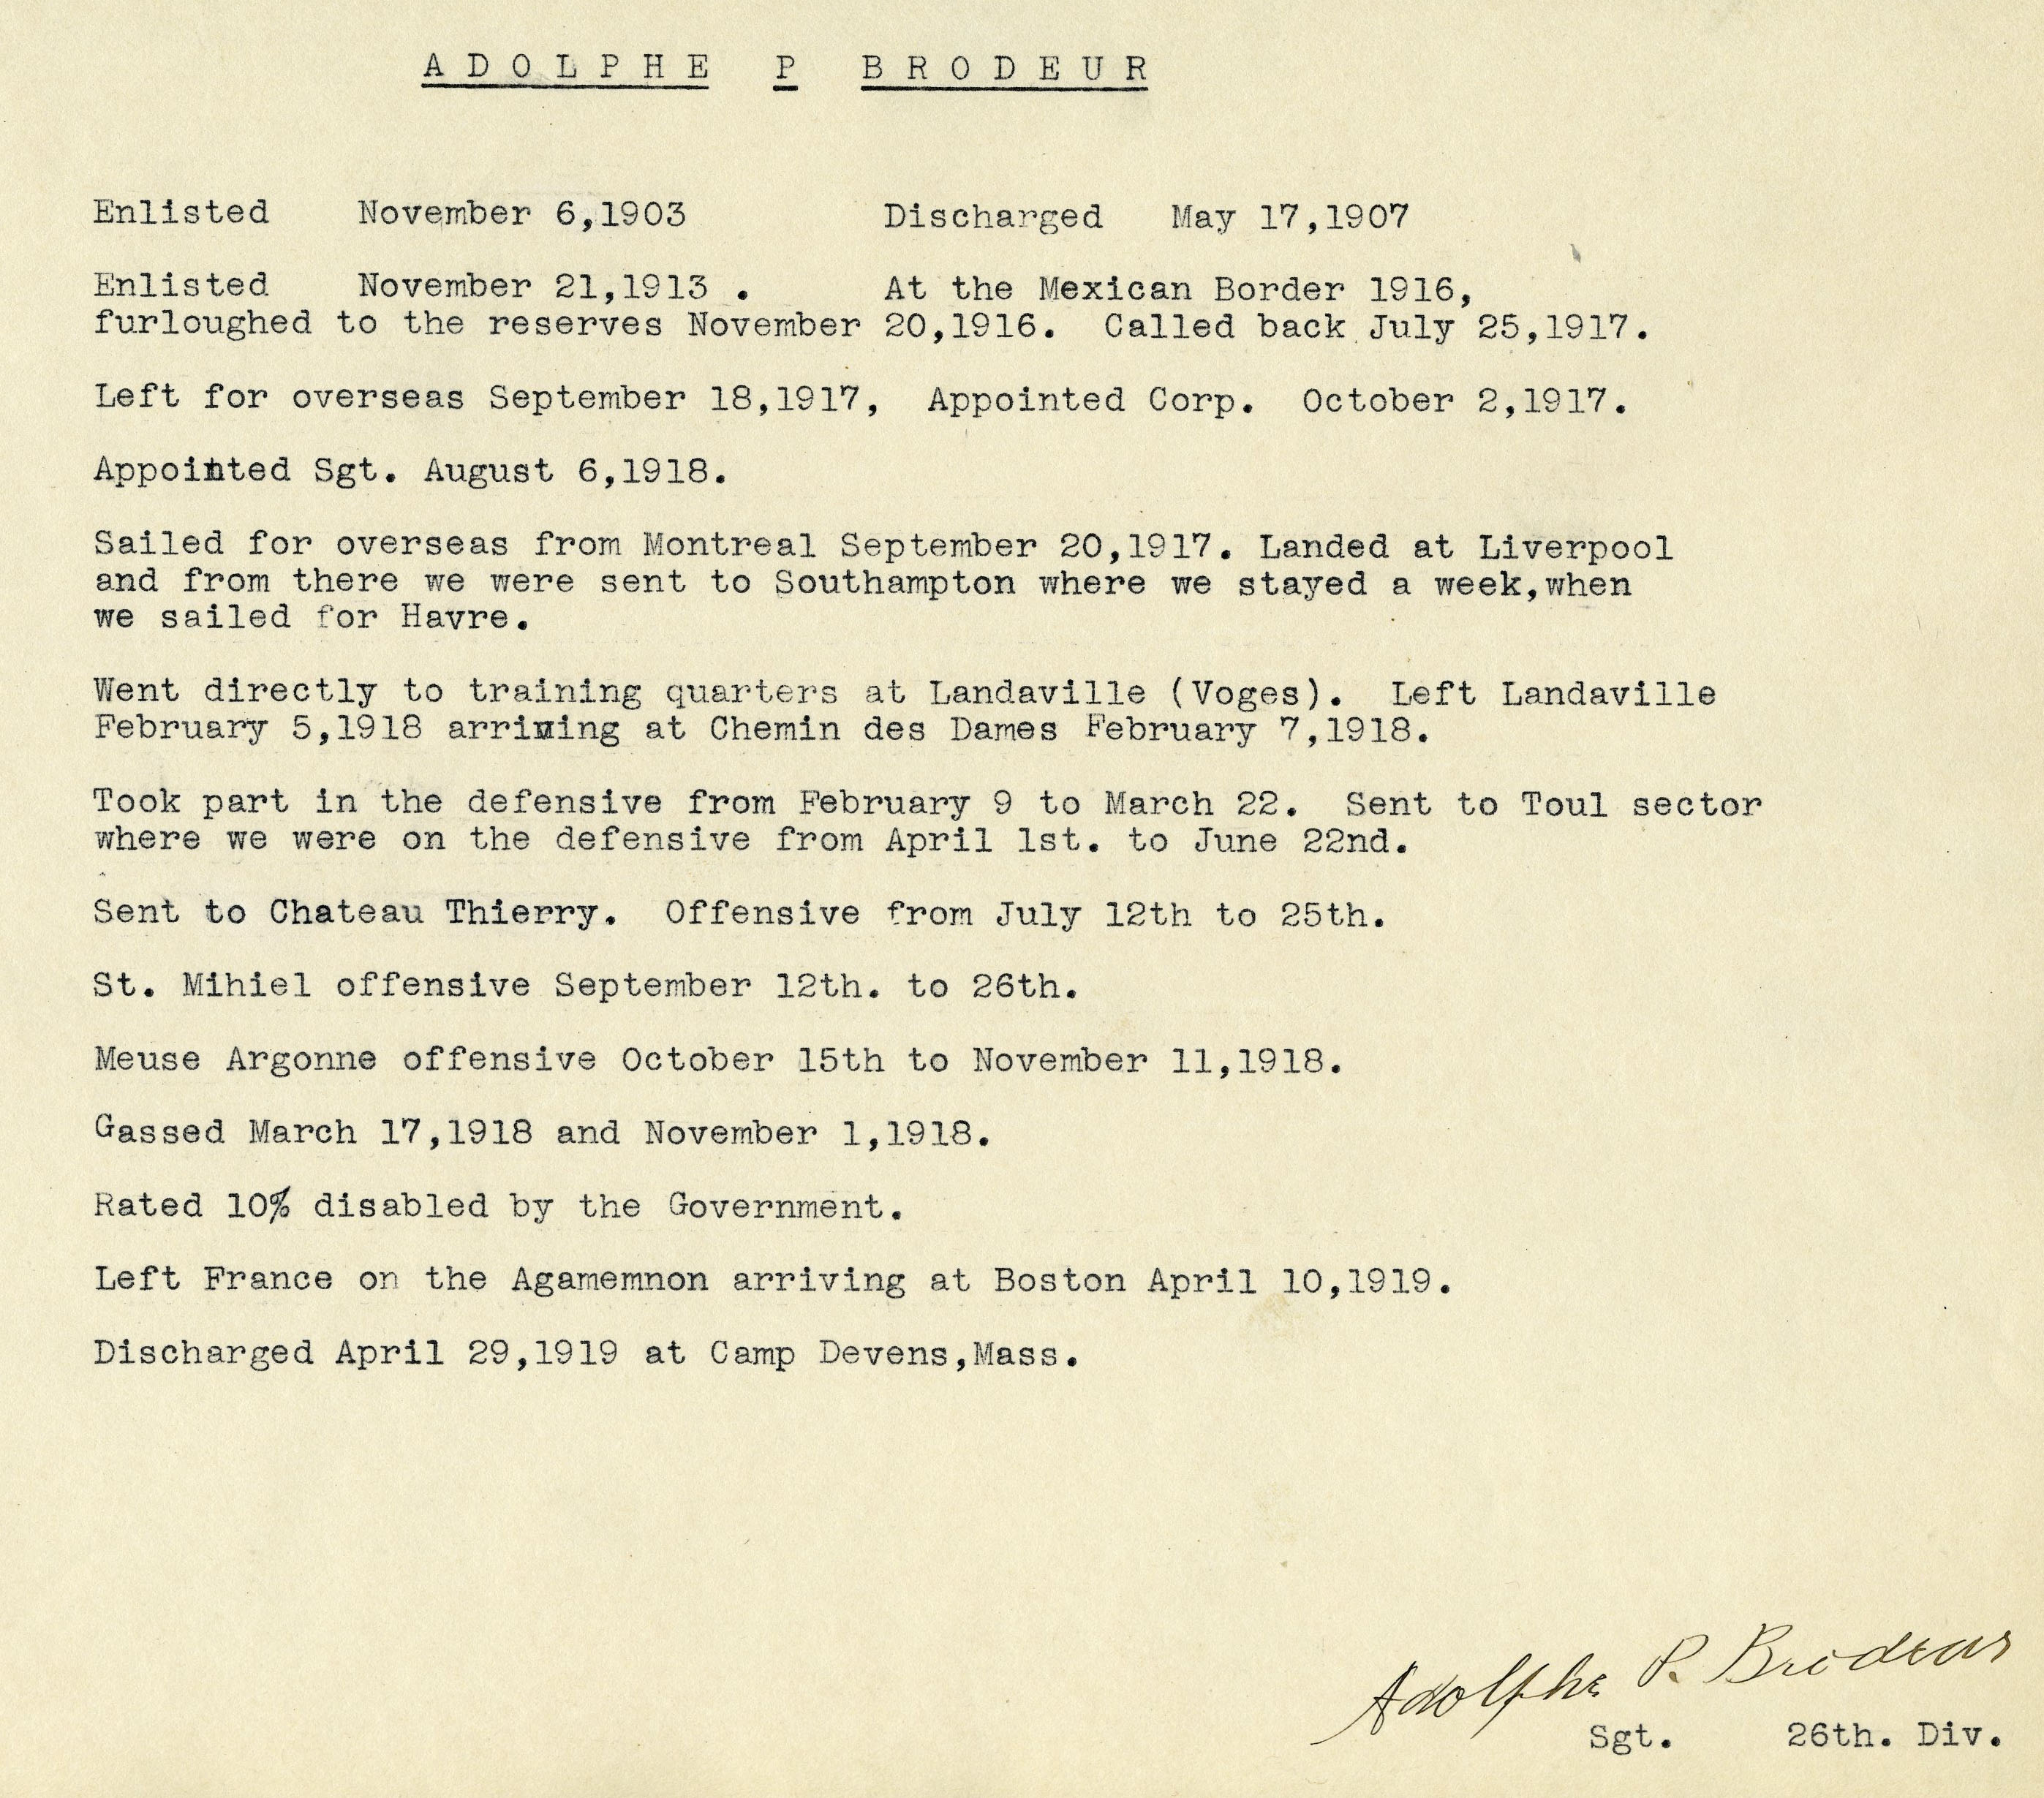 ADOLPHE P BRODEUR
Enlisted November 6,1903 Discharged May 17,1907
Enlisted November 21,1913 . At the Mexican Border 1916,
furloughed to the reserves November 20,1916. Called back July 25,1917.
Left for overseas September 18,1917, Appointed Corp. October 2,1917.
Appointed Sgt. August 6,1918.
Sailed for overseas from Montreal September 20,1917. Landed at Liverpool
and from there we were sent to Southampton where we stayed a week,when
we sailed for Havre.
Went directly to training quarters at Landaville (Voges). Left Landaville
February 5,1918 arriving at Chemin des Dames February 7,1918.
Took part in the defensive from February 9 to March 22. Sent to Toul sector
where we were on the defensive from April 1st. to June 22nd.
Sent to Chateau Thierry. Offensive from July 12th to 25th.
St. Mihiel offensive September 12th. to 26th.
Meuse Argonne offensive October 15th to November 11,1918.
Gassed March 17,1918 and November 1,1918.
Rated 10% disabled by the Government.
Left France on the Agamemnon arriving at Boston April 10,1919.
Discharged April 29,1919 at Camp Devens,Mass.
Adolphe P. Brodeur
Sgt. 26th. Div.